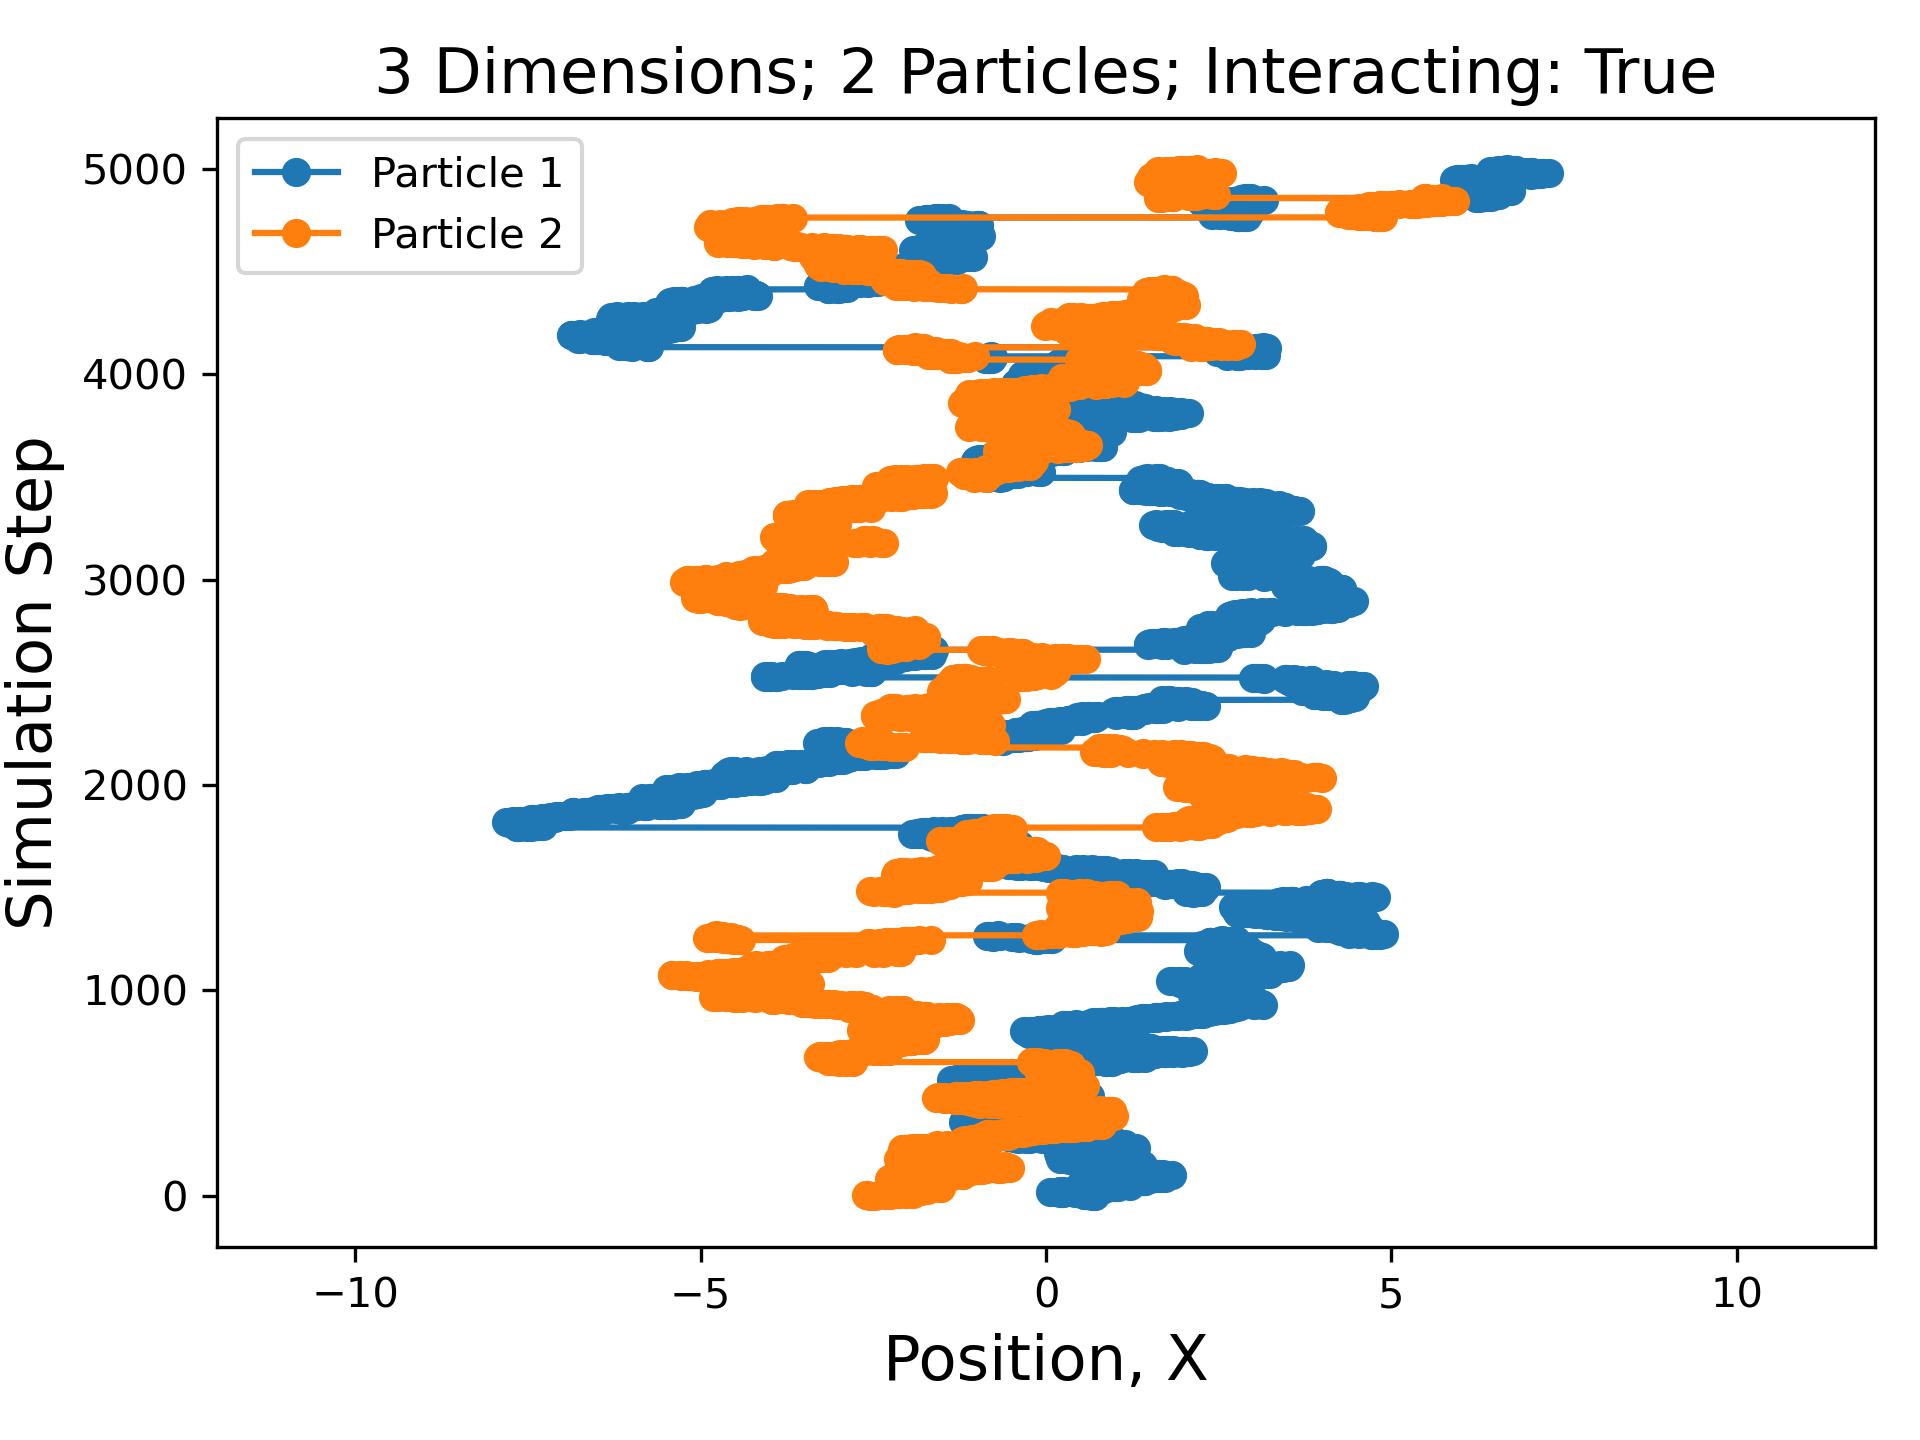 3 Dimensions; 2 Particles; Interacting: True
Particle 1
Particle 2
Simulation Step
5000
4000
3000
2000
1000
0
−10
−5
0
5
10
Position, X